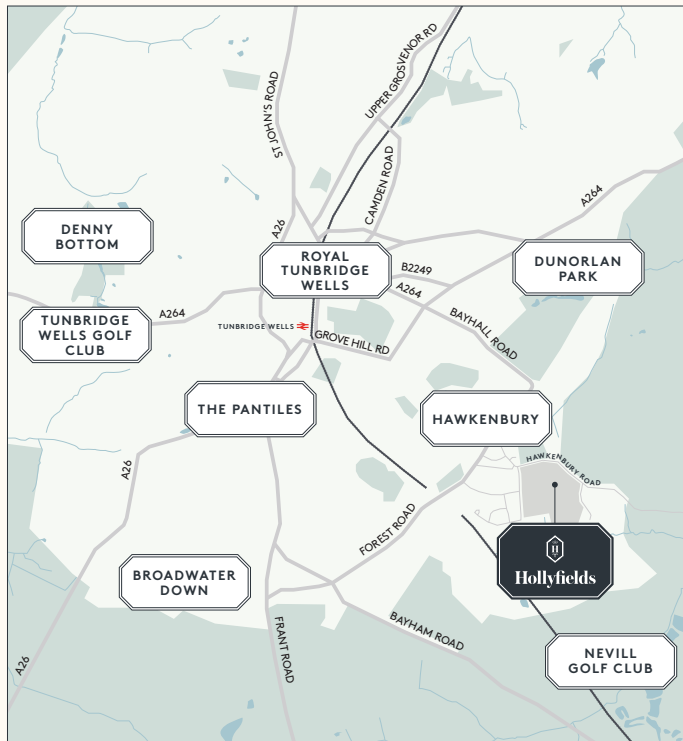 UPPER GROSVENOR RD
ST JOHN'S ROAD
CAMDEN ROAD
A264
DENNY
BOTTOM
A26
ROYAL
TUNBRIDGE
WELLS
DUNORLAN
PARK
B2249
A264
TUNBRIDGE
WELLS GOLF
CLUB
A264
TUNBRIDGE WELLS
GROVE HILL RD
BAYHALL ROAD
THE PANTILES
HAWKENBURY
A26
HAWKENBURY ROAD
FOREST ROAD
H
Hollyfields
BROADWATER
DOWN
FRANT ROAD
BAYHAM ROAD
A26
NEVILL
GOLF CLUB